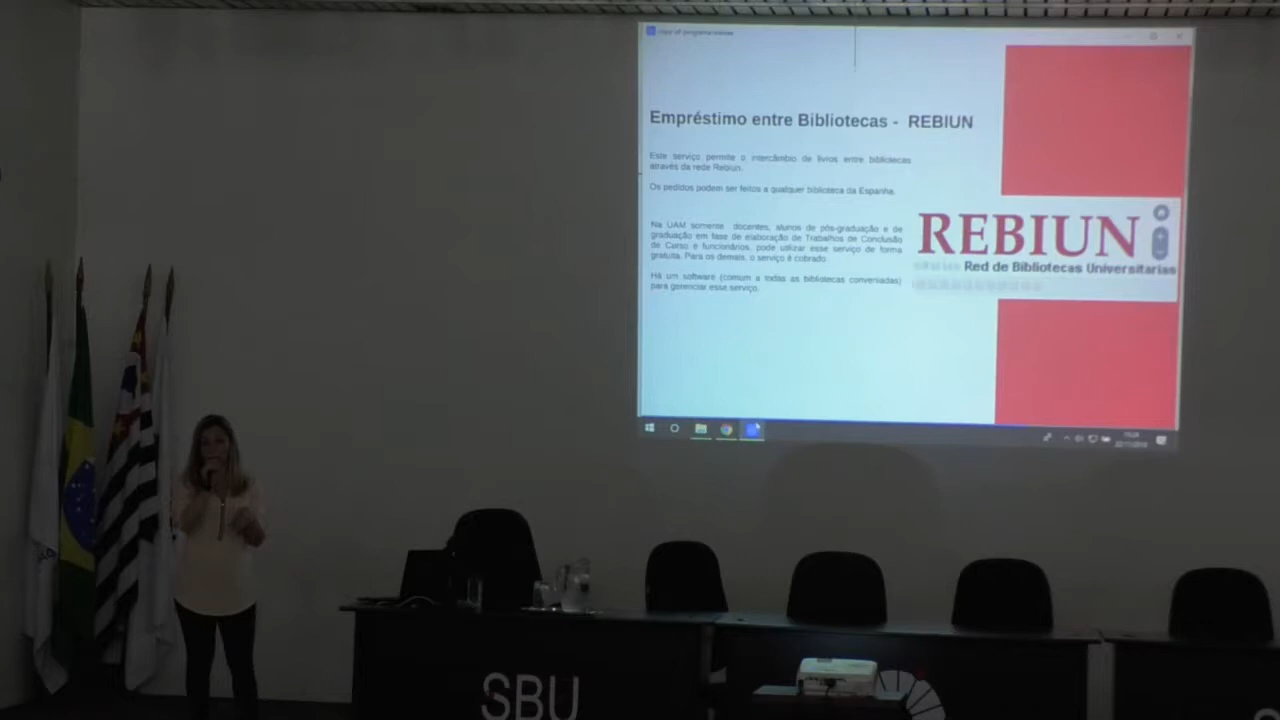 Empréstimo entre Bibliotecas - REBIUN
Este serviço permite o intercâmbio de livros entre bibliotecas
através da rede Rebiun.
Os pedidos podem ser feitos a qualquer biblioteca da Espanha.
Na UAM somente docentes, alunos de pós-graduação e de
graduação em fase de elaboração de Trabalhos de Conclusão
de Curso e funcionários, pode utilizar esse serviço de forma
gratuita. Para os demais, o serviço é cobrado.
Há um software (comum a todas as bibliotecas conveniadas)
para gerenciar esse serviço.
REBIUN
Red de Bibliotecas Universitarias
SBU